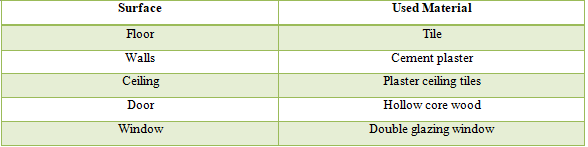 Surface Used Material
Floor Tile
Walls Cement plaster
Ceiling Plaster ceiling tiles
Door Hollow core wood
Window Double glazing window